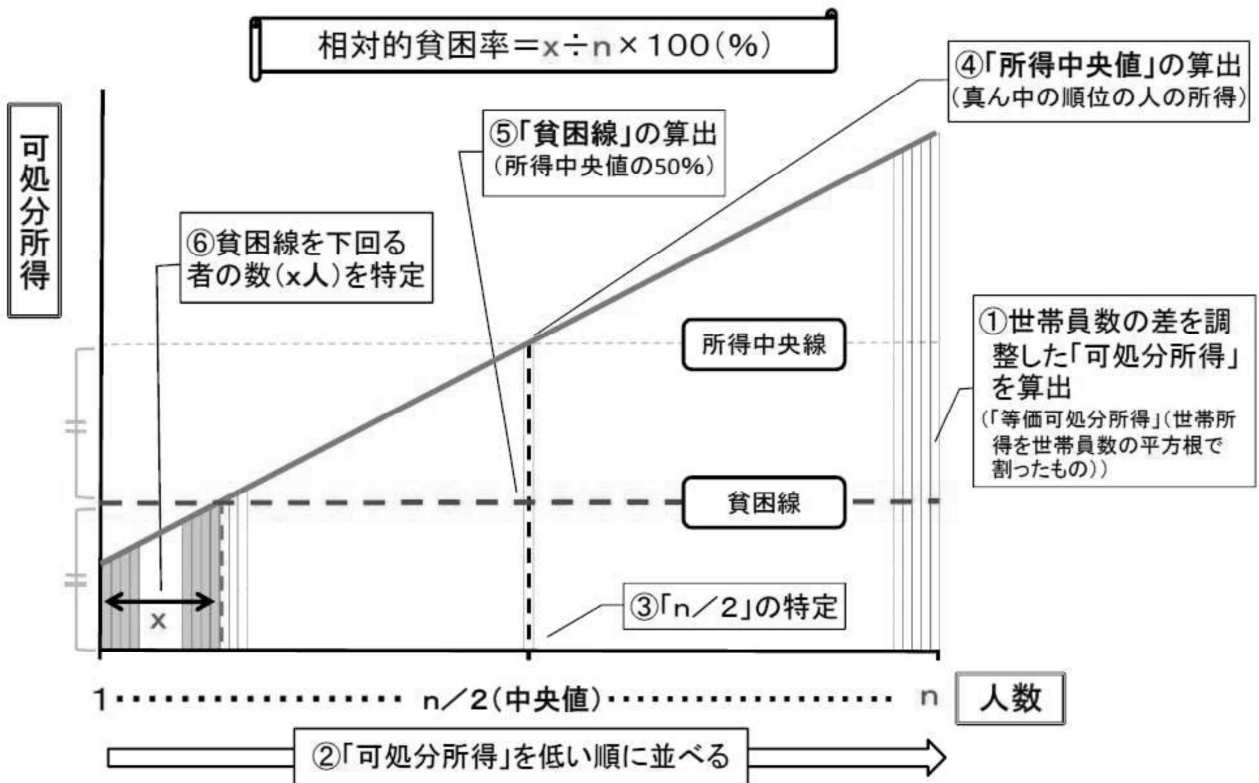 相対的貧困率＝x÷n×100(%)
④「所得中央値」の算出
(真ん中の順位の人の所得)
⑤「貧困線」の算出
(所得中央値の50%)
可処分所得
⑥貧困線を下回る
者の数(x人)を特定
所得中央線
①世帯員数の差を調
整した「可処分所得」
を算出
(「等価可処分所得」(世帯所
得を世帯員数の平方根で
割ったもの))
貧困線
x
③「n／2」の特定
1・・・・・・・・・・・・・・・・・・n／2(中央値)・・・・・・・・・・・・・・・・・・n
人数
②「可処分所得」を低い順に並べる